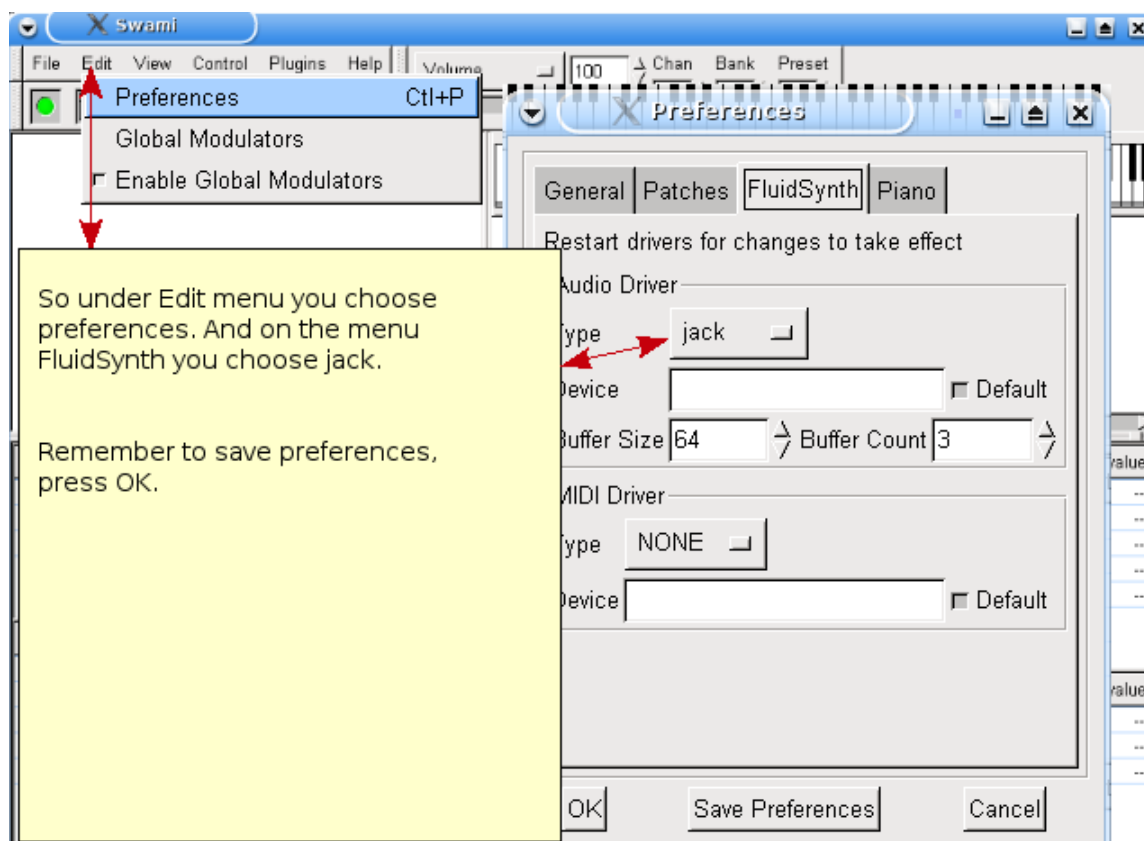 Swami
File Edit View Control Plugins Help
Volume 100 Chan Bank Preset
Preferences Ctl+P
Global Modulators
Enable Global Modulators
So under Edit menu you choose
preferences. And on the menu
FluidSynth you choose jack.
Remember to save preferences,
press OK.
Preferences
General Patches FluidSynth Piano
Restart drivers for changes to take effect
Audio Driver
Type jack
Device Default
Buffer Size 64 Buffer Count 3
MIDI Driver
Type NONE
Device Default
OK Save Preferences Cancel
value
--
--
--
--
--
value
--
--
--